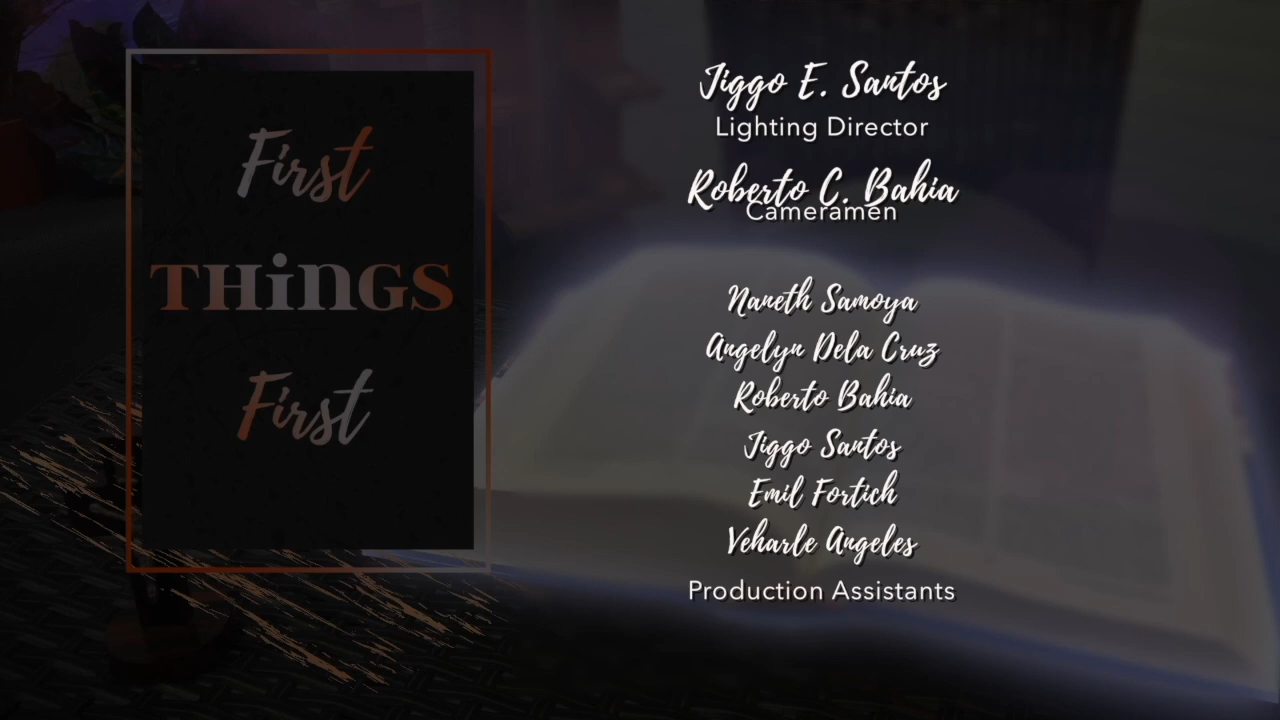 First
THiNGS
First
Jiggo E. Santos
Lighting Director
Roberto C. Bahia
Cameramen
Naneth Samoya
Angelyn Dela Cruz
Roberto Bahia
Jiggo Santos
Emil Fortich
Veharle Angeles
Production Assistants